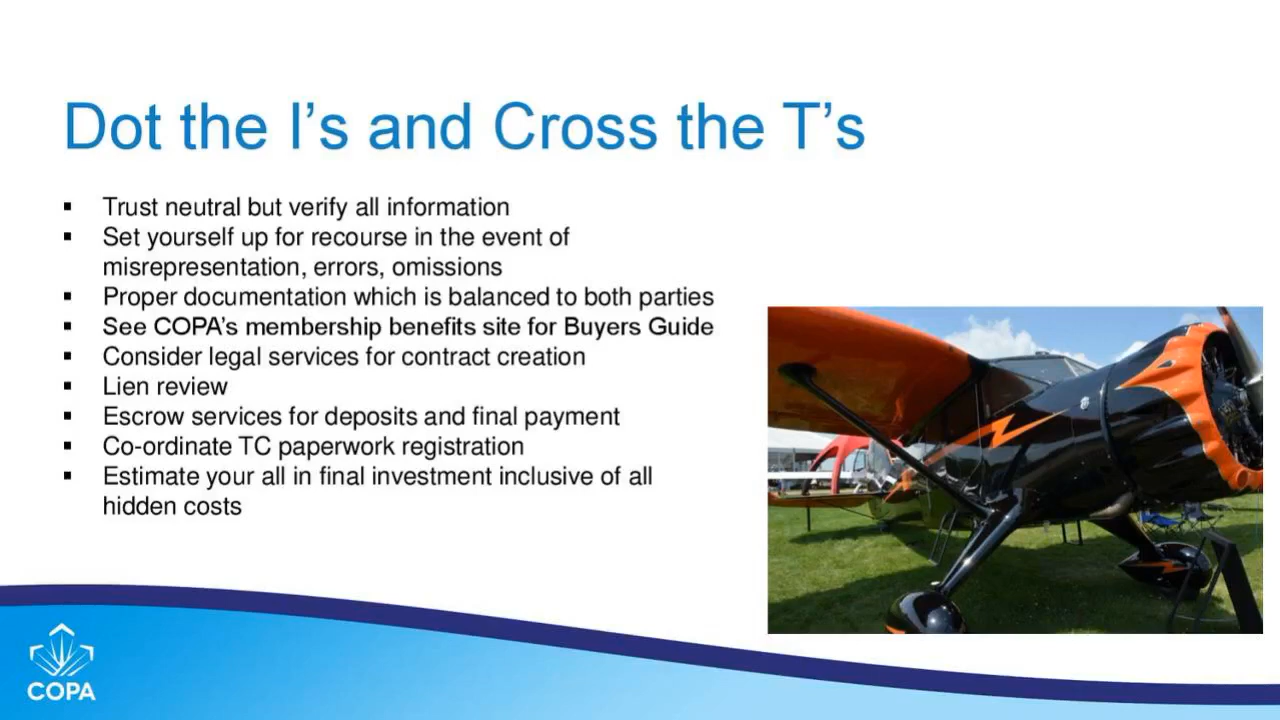 Dot the I’s and Cross the T’s
▪ Trust neutral but verify all information
▪ Set yourself up for recourse in the event of
misrepresentation, errors, omissions
▪ Proper documentation which is balanced to both parties
▪ See COPA’s membership benefits site for Buyers Guide
▪ Consider legal services for contract creation
▪ Lien review
▪ Escrow services for deposits and final payment
▪ Co-ordinate TC paperwork registration
▪ Estimate your all in final investment inclusive of all
hidden costs
COPA